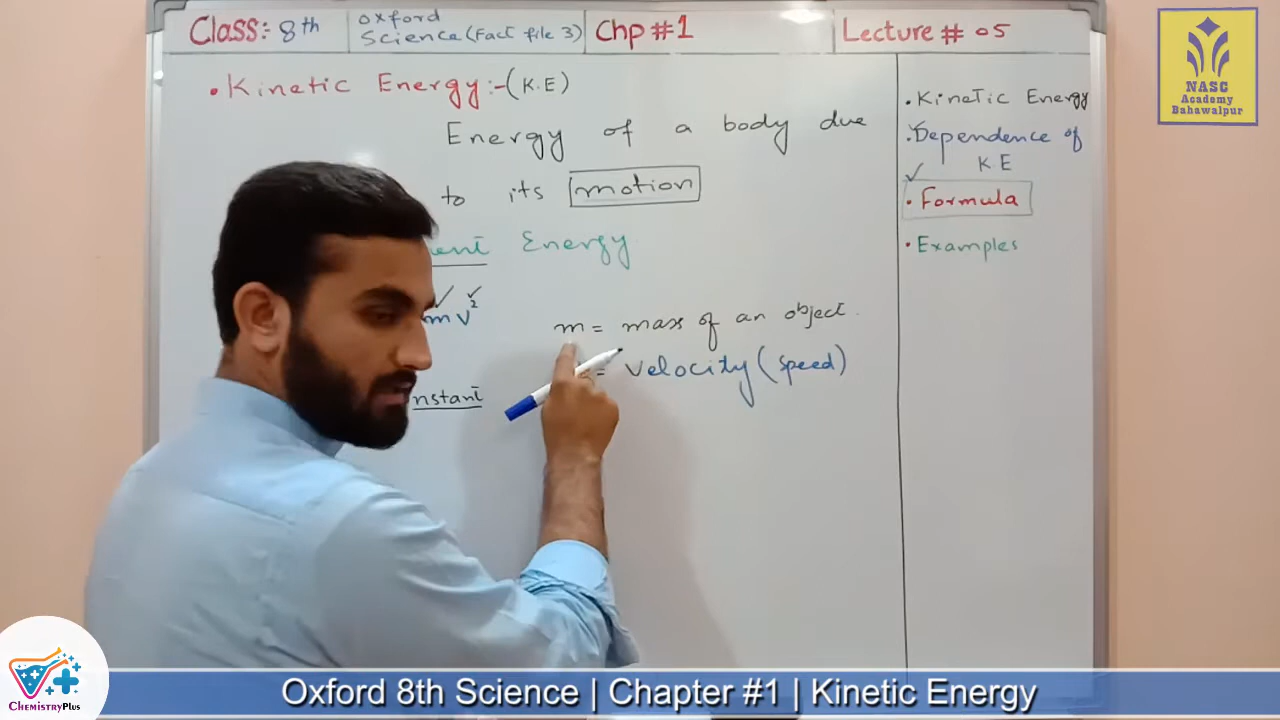 Class: 8th
Oxford
Science (Fact file 3)
Chp #1
Lecture # 05
• Kinetic Energy:- (K.E)
Energy of a body due
to its motion
Energy
mv²
m = mass of an object.
= velocity (speed)
• Kinetic Energy
• Dependence of
K E
• Formula
• Examples
NASC
Academy
Bahawalpur
ChemistryPlus
Oxford 8th Science | Chapter #1 | Kinetic Energy